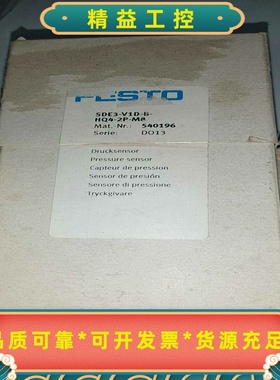 精益工控
FESTO
SDE3-V1D-B-
HQ4-2P-M8
Mat. Nr.: 540196
Serie: DO13
Drucksensor
Pressure sensor
Capteur de pression
Sensor de presión
Sensore di pressione
Tryckgivare
品质可靠*可开发票*货源充足